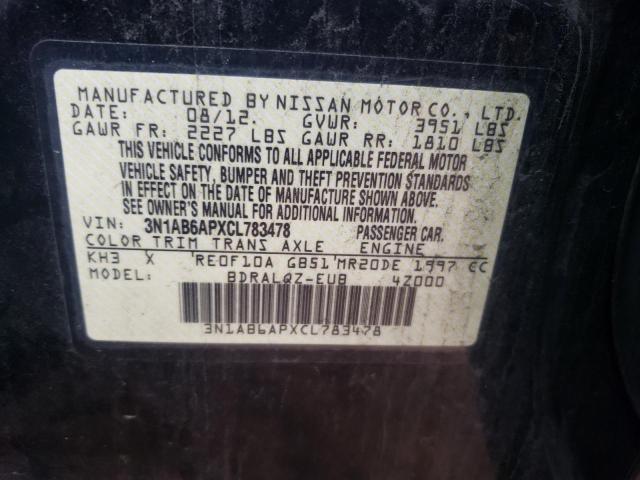 MANUFACTURED BY NISSAN MOTOR CO., LTD.
DATE: 08/12. GVWR: 3951 LBS
GAWR FR: 2227 LBS GAWR RR: 1810 LBS
THIS VEHICLE CONFORMS TO ALL APPLICABLE FEDERAL MOTOR
VEHICLE SAFETY, BUMPER AND THEFT PREVENTION STANDARDS
IN EFFECT ON THE DATE OF MANUFACTURE SHOWN ABOVE.
SEE OWNER'S MANUAL FOR ADDITIONAL INFORMATION.
VIN: 3N1AB6APXCL783478 PASSENGER CAR.
COLOR TRIM TRANS AXLE ENGINE
KH3 X RE0F10A GB51 MR20DE 1997 CC
MODEL: BDRALQZ-EUB 4Z000
3N1AB6APXCL783478